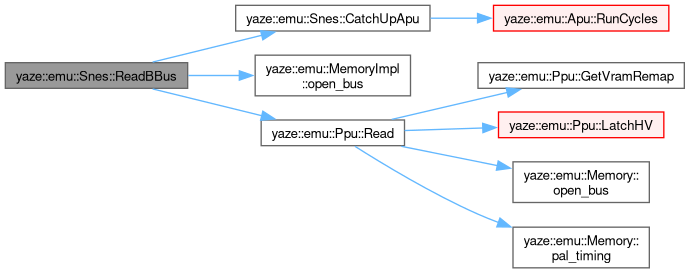 yaze::emu::Snes::ReadBBus
yaze::emu::Snes::CatchUpApu
yaze::emu::Apu::RunCycles
yaze::emu::MemoryImpl
::open_bus
yaze::emu::Ppu::Read
yaze::emu::Ppu::GetVramRemap
yaze::emu::Ppu::LatchHV
yaze::emu::Memory::
open_bus
yaze::emu::Memory::
pal_timing